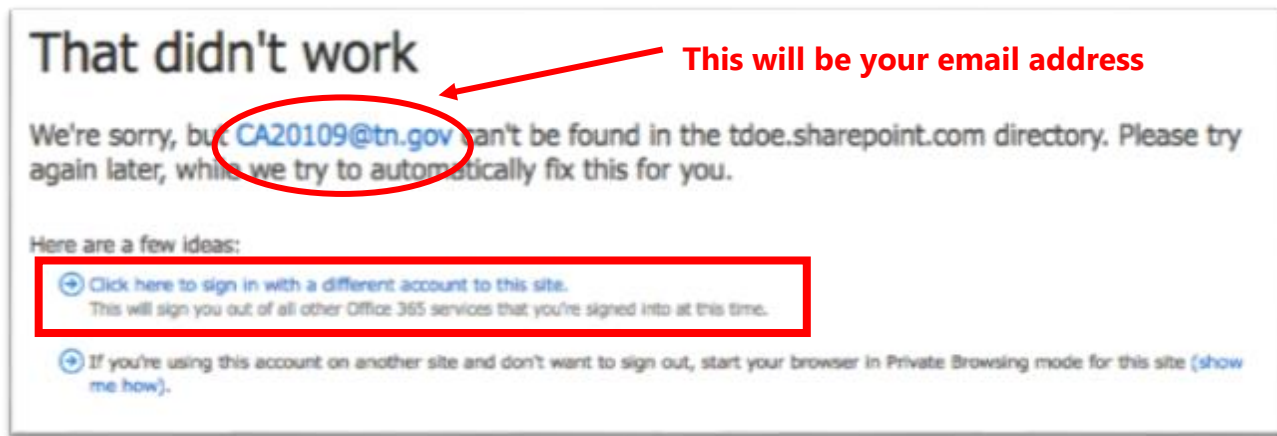 That didn't work
This will be your email address
We're sorry, but CA20109@tn.gov can't be found in the tdoe.sharepoint.com directory. Please try
again later, while we try to automatically fix this for you.
Here are a few ideas:
Click here to sign in with a different account to this site.
This will sign you out of all other Office 365 services that you're signed into at this time.
If you're using this account on another site and don't want to sign out, start your browser in Private Browsing mode for this site (show
me how).